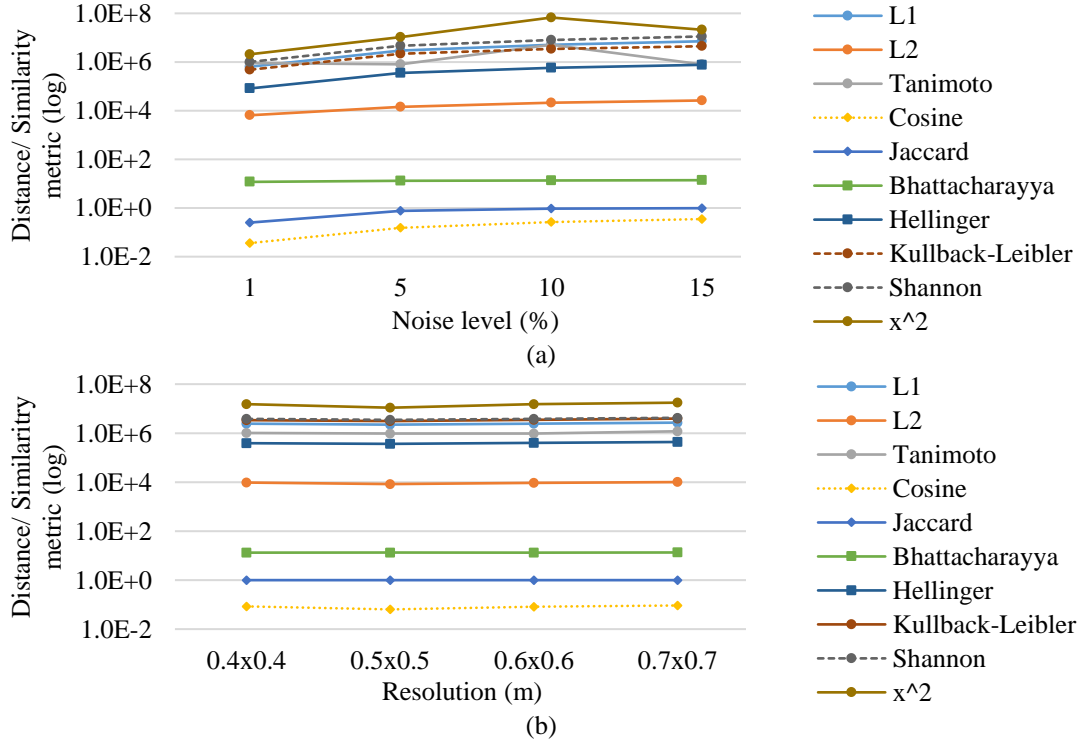 Distance/ Similarity
metric (log)
1.0E+8
1.0E+6
1.0E+4
1.0E+2
1.0E+0
1.0E-2
1 5 10 15
Noise level (%)
(a)
L1
L2
Tanimoto
Cosine
Jaccard
Bhattacharayya
Hellinger
Kullback-Leibler
Shannon
x^2
Distance/ Similaritry
metric (log)
1.0E+8
1.0E+6
1.0E+4
1.0E+2
1.0E+0
1.0E-2
0.4x0.4 0.5x0.5 0.6x0.6 0.7x0.7
Resolution (m)
(b)
L1
L2
Tanimoto
Cosine
Jaccard
Bhattacharayya
Hellinger
Kullback-Leibler
Shannon
x^2